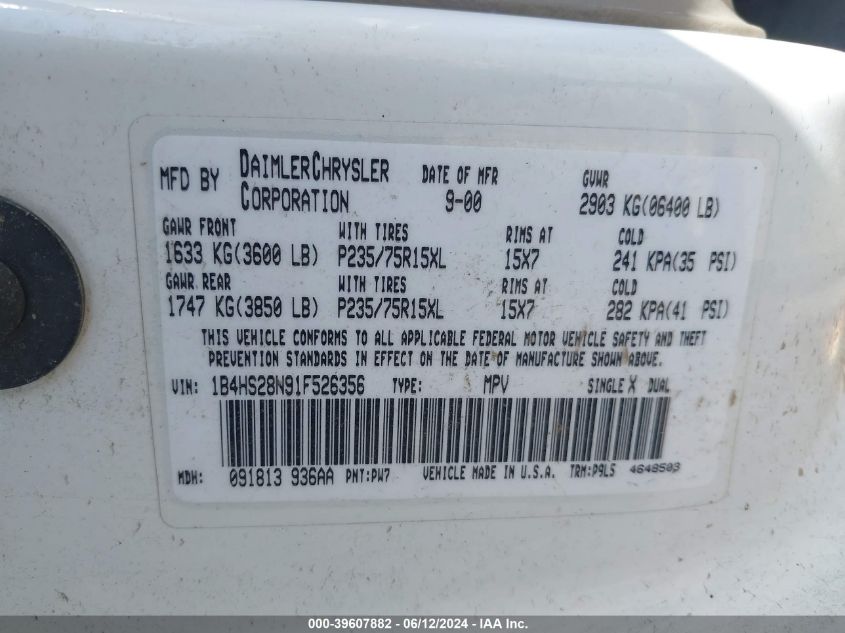 MFD BY DAIMLERCHRYSLER CORPORATION DATE OF MFR 9-00 GVWR 2903 KG(06400 LB)
GAWR FRONT WITH TIRES RIMS AT COLD
1633 KG(3600 LB) P235/75R15XL 15X7 241 KPA(35 PSI)
GAWR REAR WITH TIRES RIMS AT COLD
1747 KG(3850 LB) P235/75R15XL 15X7 282 KPA(41 PSI)
THIS VEHICLE CONFORMS TO ALL APPLICABLE FEDERAL MOTOR VEHICLE SAFETY AND THEFT
PREVENTION STANDARDS IN EFFECT ON THE DATE OF MANUFACTURE SHOWN ABOVE.
VIN: 1B4HS28N91F526356 TYPE: MPV SINGLE X DUAL
MDH: 091813 936AA PNT:PW7 VEHICLE MADE IN U.S.A. TRM:P9L5 4648503
000-39607882 - 06/12/2024 - IAA Inc.